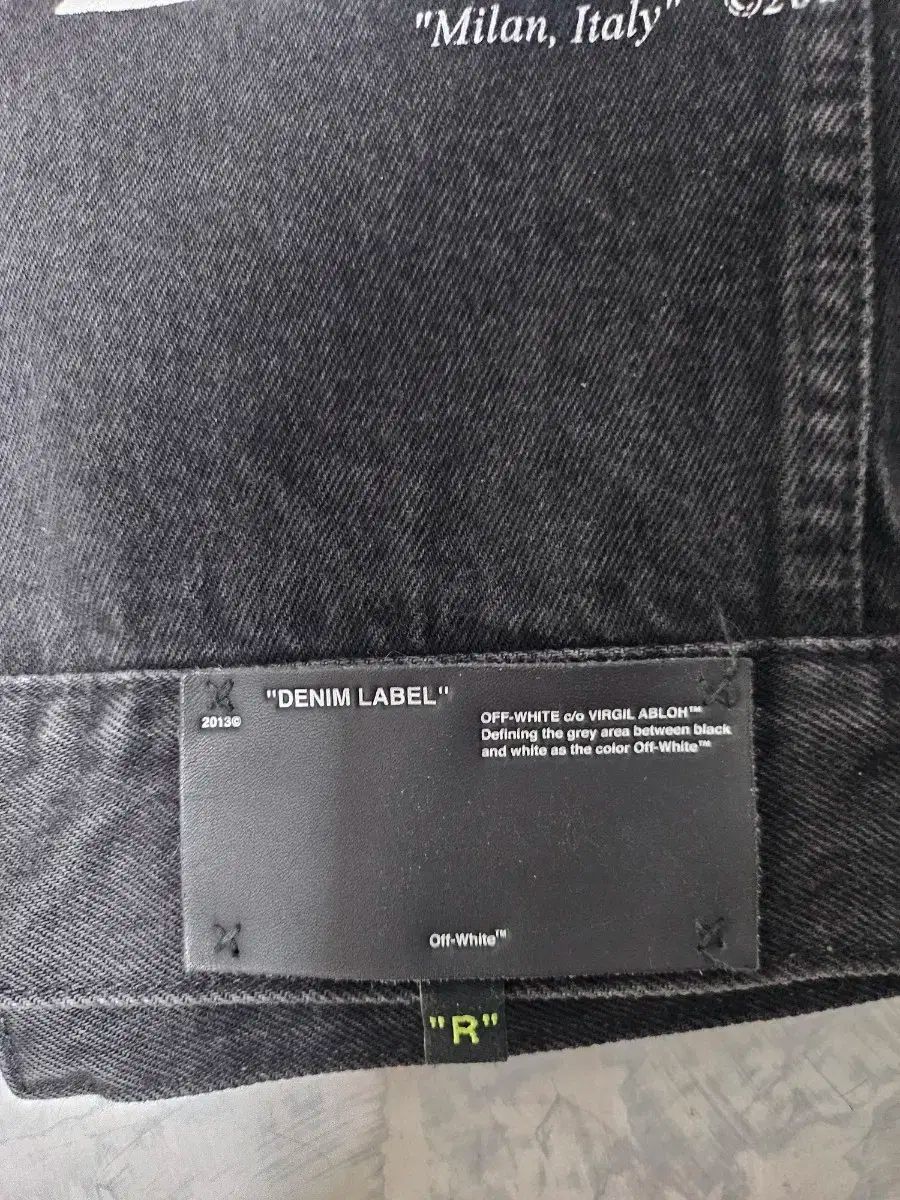 "Milan, Italy"
"DENIM LABEL"
2013©
OFF-WHITE c/o VIRGIL ABLOH™
Defining the grey area between black
and white as the color Off-White™
Off-White™
"R"